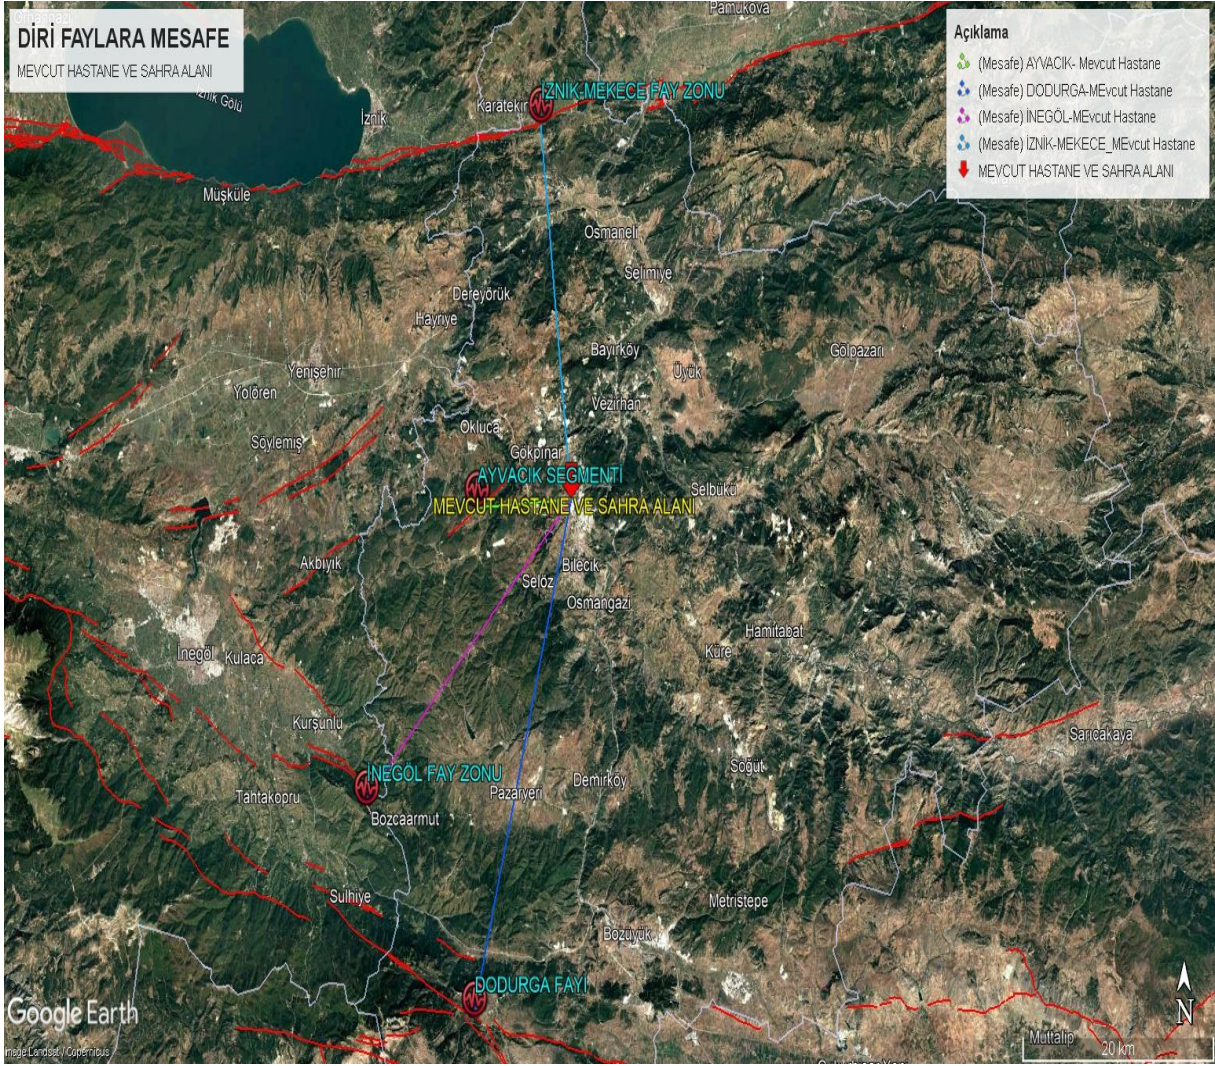 DİRİ FAYLARA MESAFE
MEVCUT HASTANE VE SAHRA ALANI
Açıklama
(Mesafe) AYVACIK- Mevcut Hastane
(Mesafe) DODURGA-MEvcut Hastane
(Mesafe) İNEGÖL-MEvcut Hastane
(Mesafe) İZNİK-MEKECE_MEvcut Hastane
MEVCUT HASTANE VE SAHRA ALANI
Pamukova
İZNİK-MEKECE FAY ZONU
Karatekin
İznik Gölü
İznik
Müşküle
Osmaneli
Selimiye
Dereyörük
Hayriye
Bayırköy
Gölpazarı
Üyük
Yenişehir
Yolören
Vezirhan
Okluca
Söylemiş
Gökpınar
AYVACIK SEGMENTİ
Selbükü
MEVCUT HASTANE VE SAHRA ALANI
Akbıyık
Bilecik
Selöz
Osmangazi
Hamitabat
Küre
İnegöl
Kulaca
Kurşunlu
Sarıcakaya
Söğüt
İNEGÖL FAY ZONU
Demirköy
Pazaryeri
Tahtakopru
Bozcaarmut
Sulhiye
Metristepe
Bozüyük
DODURGA FAYI
Google Earth
Image Landsat / Copernicus
N
Muttalip
20 km